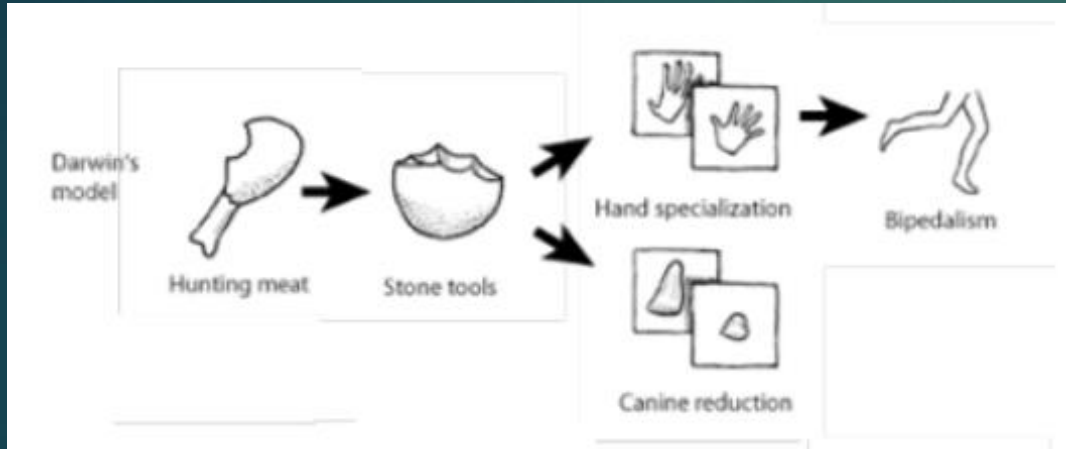 Darwin's
model
Hunting meat
Stone tools
Hand specialization
Bipedalism
Canine reduction